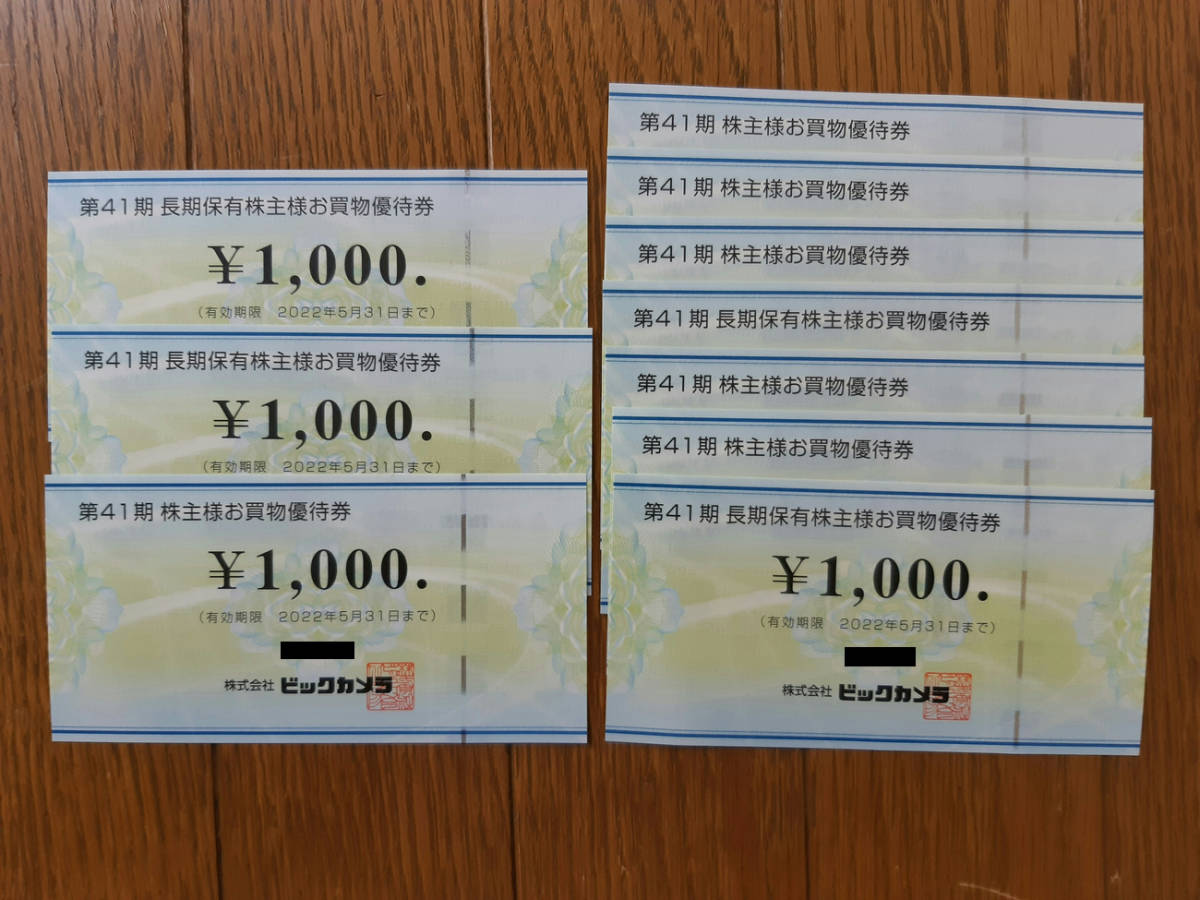 第41期 長期保有株主様お買物優待券
¥1,000.
(有効期限 2022年5月31日まで)
第41期 長期保有株主様お買物優待券
¥1,000.
(有効期限 2022年5月31日まで)
第41期 株主様お買物優待券
¥1,000.
(有効期限 2022年5月31日まで)
株式会社 ビックカメラ
第41期 株主様お買物優待券
第41期 株主様お買物優待券
第41期 株主様お買物優待券
第41期 長期保有株主様お買物優待券
第41期 株主様お買物優待券
第41期 株主様お買物優待券
第41期 長期保有株主様お買物優待券
¥1,000.
(有効期限 2022年5月31日まで)
株式会社 ビックカメラ